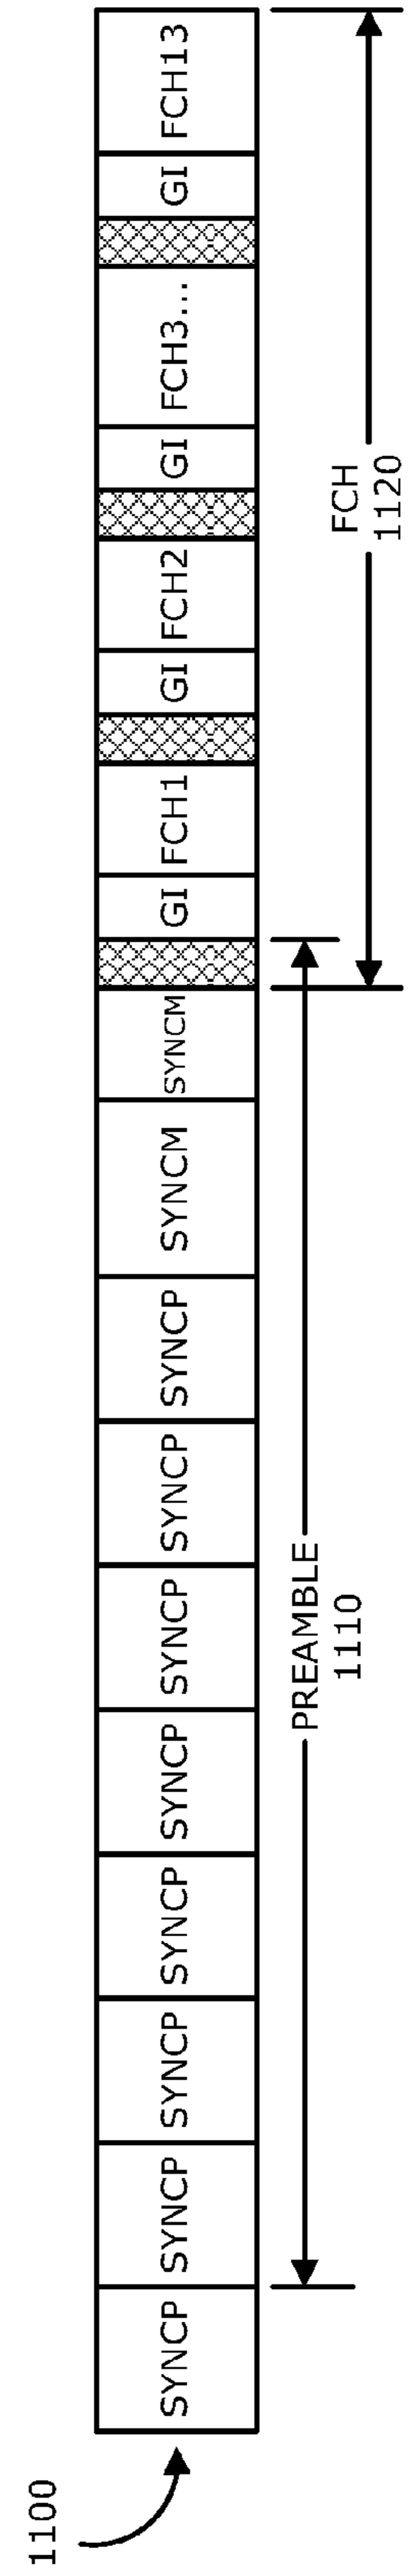 1100
SYNCP SYNCP SYNCP SYNCP SYNCP SYNCP SYNCP SYNCP SYNCM SYNCM GI FCH1 GI FCH2 GI FCH3... GI FCH13
PREAMBLE
1110
FCH
1120